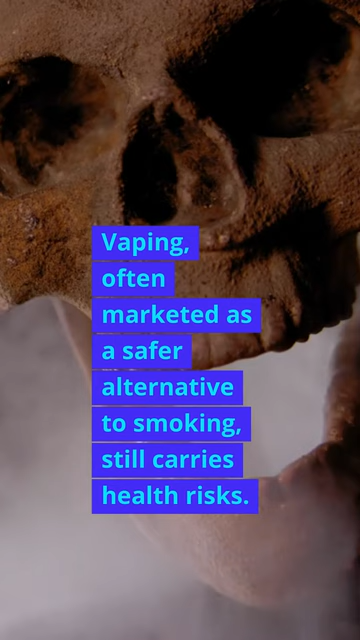 Vaping,
often
marketed as
a safer
alternative
to smoking,
still carries
health risks.